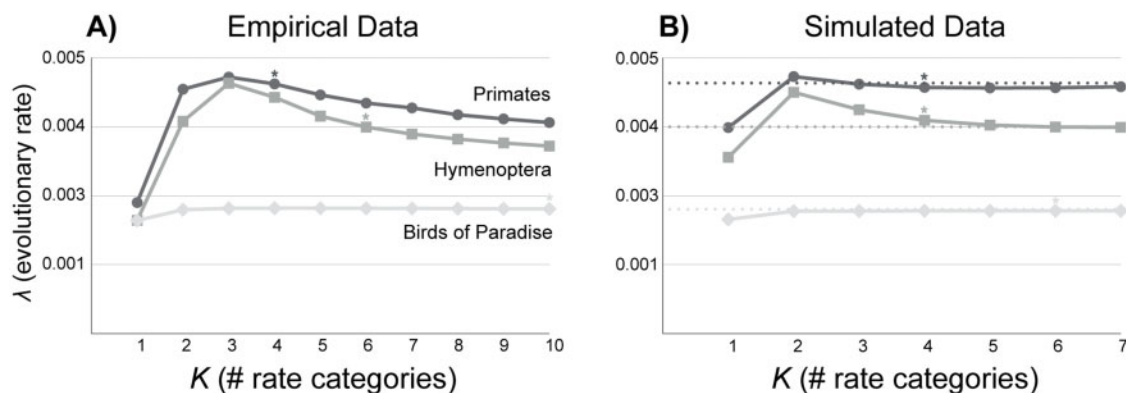 A) Empirical Data
0.005
0.004
0.003
0.001
λ (evolutionary rate)
*
Primates
*
Hymenoptera
*
Birds of Paradise
1 2 3 4 5 6 7 8 9 10
K (# rate categories)
B) Simulated Data
0.005
0.004
0.003
0.001
*
*
*
1 2 3 4 5 6 7
K (# rate categories)